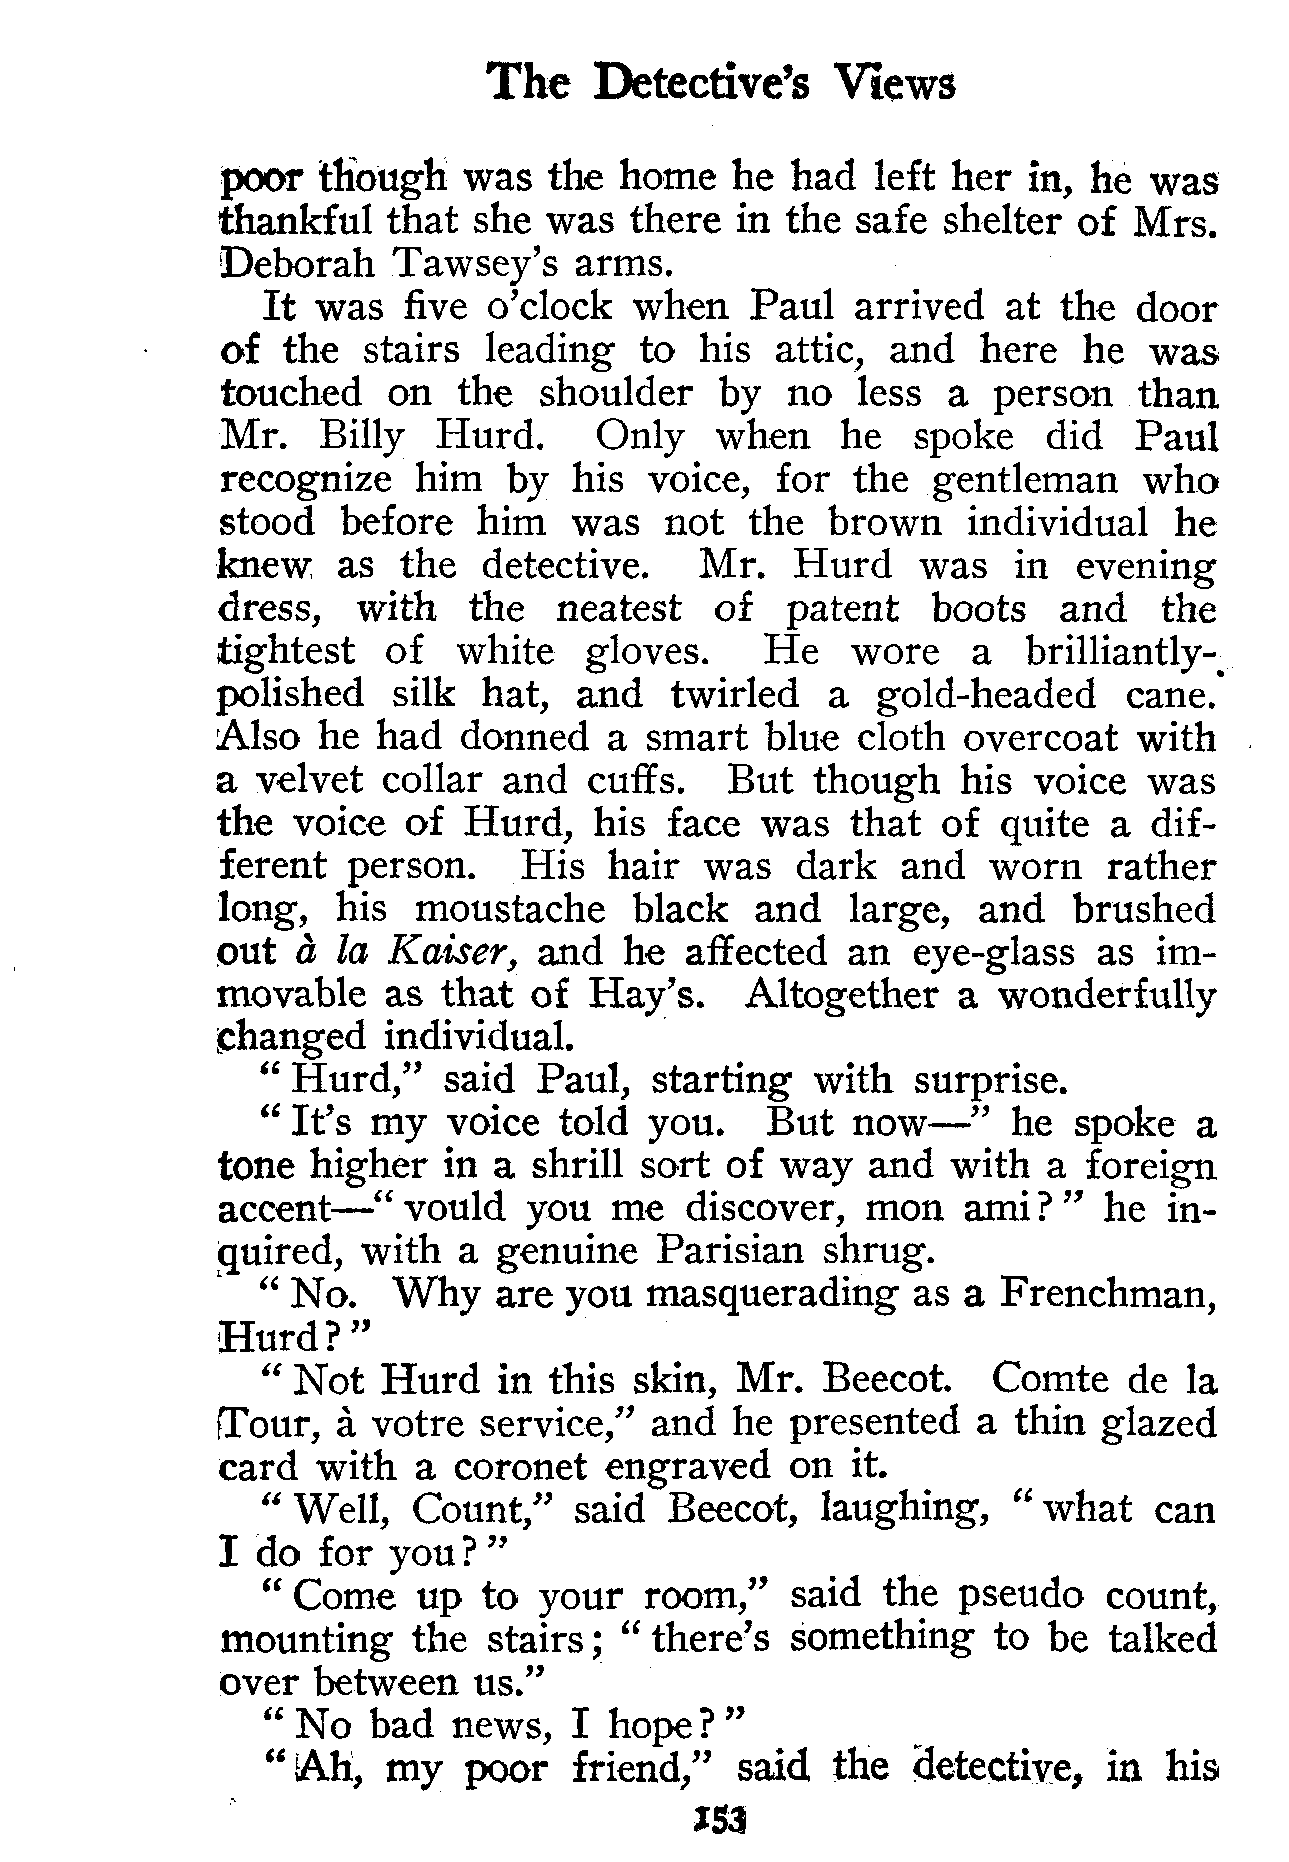 The Detective's Views
poor though was the home he had left her in, he was
thankful that she was there in the safe shelter of Mrs.
Deborah Tawsey's arms.
It was five o'clock when Paul arrived at the door
of the stairs leading to his attic, and here he was
touched on the shoulder by no less a person than
Mr. Billy Hurd. Only when he spoke did Paul
recognize him by his voice, for the gentleman who
stood before him was not the brown individual he
knew as the detective. Mr. Hurd was in evening
dress, with the neatest of patent boots and the
tightest of white gloves. He wore a brilliantly-
polished silk hat, and twirled a gold-headed cane.
Also he had donned a smart blue cloth overcoat with
a velvet collar and cuffs. But though his voice was
the voice of Hurd, his face was that of quite a dif-
ferent person. His hair was dark and worn rather
long, his moustache black and large, and brushed
out à la Kaiser, and he affected an eye-glass as im-
movable as that of Hay's. Altogether a wonderfully
changed individual.
"Hurd," said Paul, starting with surprise.
"It's my voice told you. But now—" he spoke a
tone higher in a shrill sort of way and with a foreign
accent—"vould you me discover, mon ami?" he in-
quired, with a genuine Parisian shrug.
"No. Why are you masquerading as a Frenchman,
Hurd?"
"Not Hurd in this skin, Mr. Beecot. Comte de la
Tour, à votre service," and he presented a thin glazed
card with a coronet engraved on it.
"Well, Count," said Beecot, laughing, "what can
I do for you?"
"Come up to your room," said the pseudo count,
mounting the stairs; "there's something to be talked
over between us."
"No bad news, I hope?"
"Ah, my poor friend," said the detective, in his
153